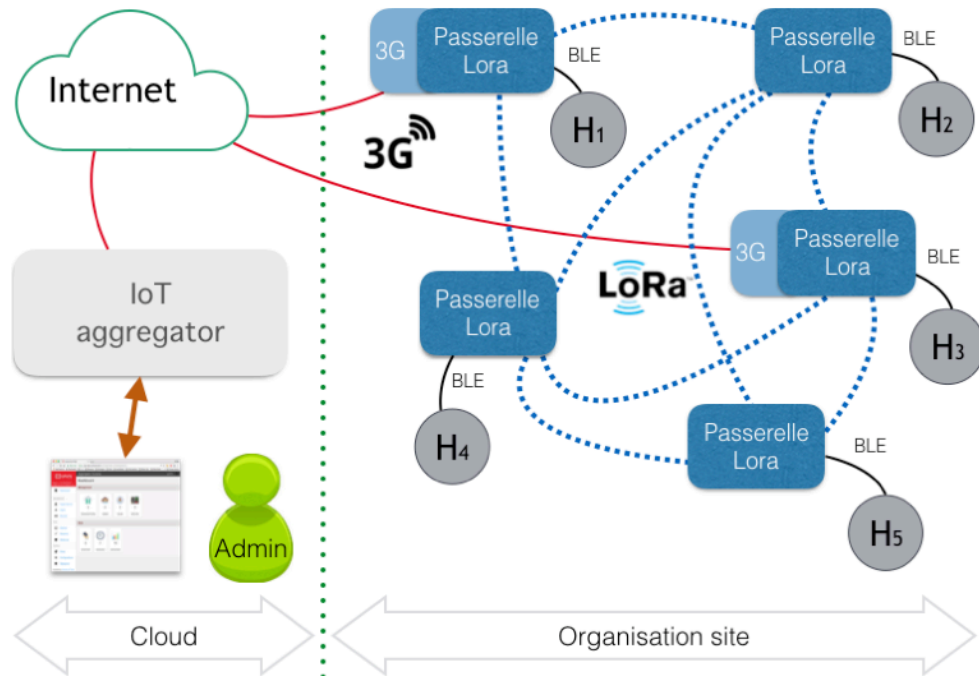 3G
Passerelle
Lora
BLE
H1
Passerelle
Lora
BLE
H2
Internet
3G
3G
Passerelle
Lora
BLE
H3
LoRa
IoT
aggregator
Passerelle
Lora
BLE
H4
Passerelle
Lora
BLE
H5
Admin
Cloud
Organisation site